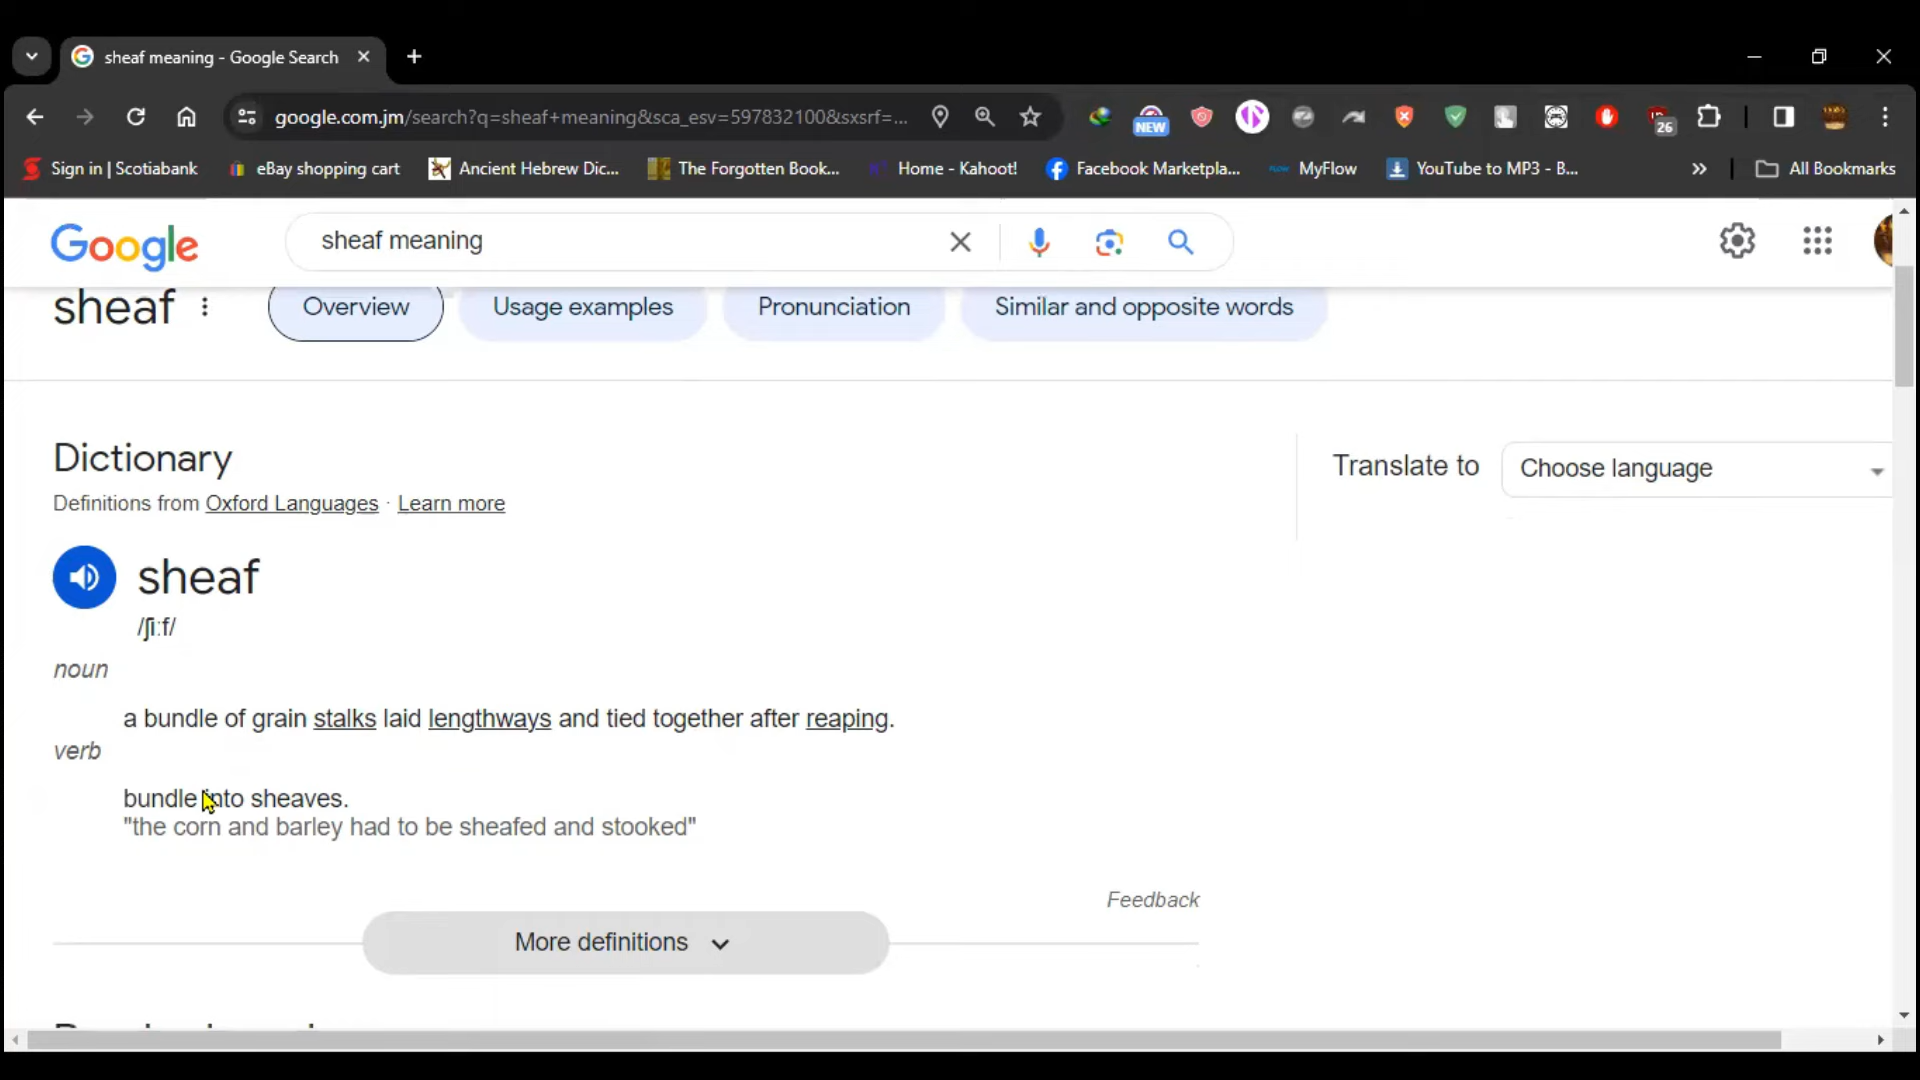 sheaf meaning - Google Search
google.com.jm/search?q=sheaf+meaning&sca_esv=597832100&sxsrf=...
NEW
26
Sign in | Scotiabank
eBay shopping cart
Ancient Hebrew Dic...
The Forgotten Book...
Home - Kahoot!
Facebook Marketpla...
MyFlow
YouTube to MP3 - B...
All Bookmarks
Google
sheaf meaning
sheaf
Overview
Usage examples
Pronunciation
Similar and opposite words
Dictionary
Definitions from Oxford Languages · Learn more
Translate to
Choose language
sheaf
/ʃiːf/
noun
a bundle of grain stalks laid lengthways and tied together after reaping.
verb
bundle into sheaves.
"the corn and barley had to be sheafed and stooked"
Feedback
More definitions